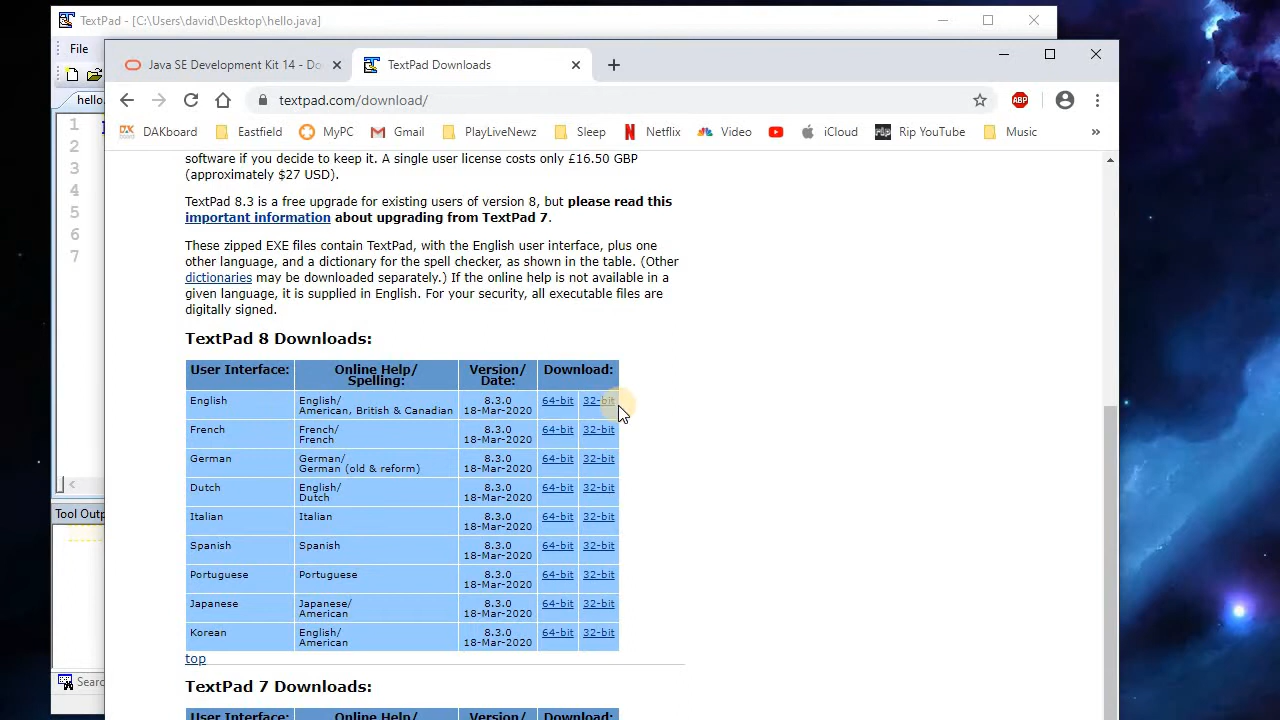 TextPad - [C:\Users\david\Desktop\hello.java]
File
hello.
Java SE Development Kit 14 - Do
TextPad Downloads
textpad.com/download/
ABP
DAKboard
Eastfield
MyPC
Gmail
PlayLiveNewz
Sleep
Netflix
Video
iCloud
Rip
Rip YouTube
Music
»
1
2
3
4
5
6
7
software if you decide to keep it. A single user license costs only £16.50 GBP
(approximately $27 USD).
TextPad 8.3 is a free upgrade for existing users of version 8, but please read this
important information about upgrading from TextPad 7.
These zipped EXE files contain TextPad, with the English user interface, plus one
other language, and a dictionary for the spell checker, as shown in the table. (Other
dictionaries may be downloaded separately.) If the online help is not available in a
given language, it is supplied in English. For your security, all executable files are
digitally signed.
TextPad 8 Downloads:
User Interface: Online Help/ Version/ Download:
Spelling: Date:
English English/ 8.3.0 64-bit 32-bit
American, British & Canadian 18-Mar-2020
French French/ 8.3.0 64-bit 32-bit
French 18-Mar-2020
German German/ 8.3.0 64-bit 32-bit
German (old & reform) 18-Mar-2020
Dutch English/ 8.3.0 64-bit 32-bit
Dutch 18-Mar-2020
Italian Italian 8.3.0 64-bit 32-bit
18-Mar-2020
Spanish Spanish 8.3.0 64-bit 32-bit
18-Mar-2020
Portuguese Portuguese 8.3.0 64-bit 32-bit
18-Mar-2020
Japanese Japanese/ 8.3.0 64-bit 32-bit
American 18-Mar-2020
Korean English/ 8.3.0 64-bit 32-bit
American 18-Mar-2020
top
TextPad 7 Downloads:
User Interface: Online Help/ Version/ Download:
Tool Outp
Searc